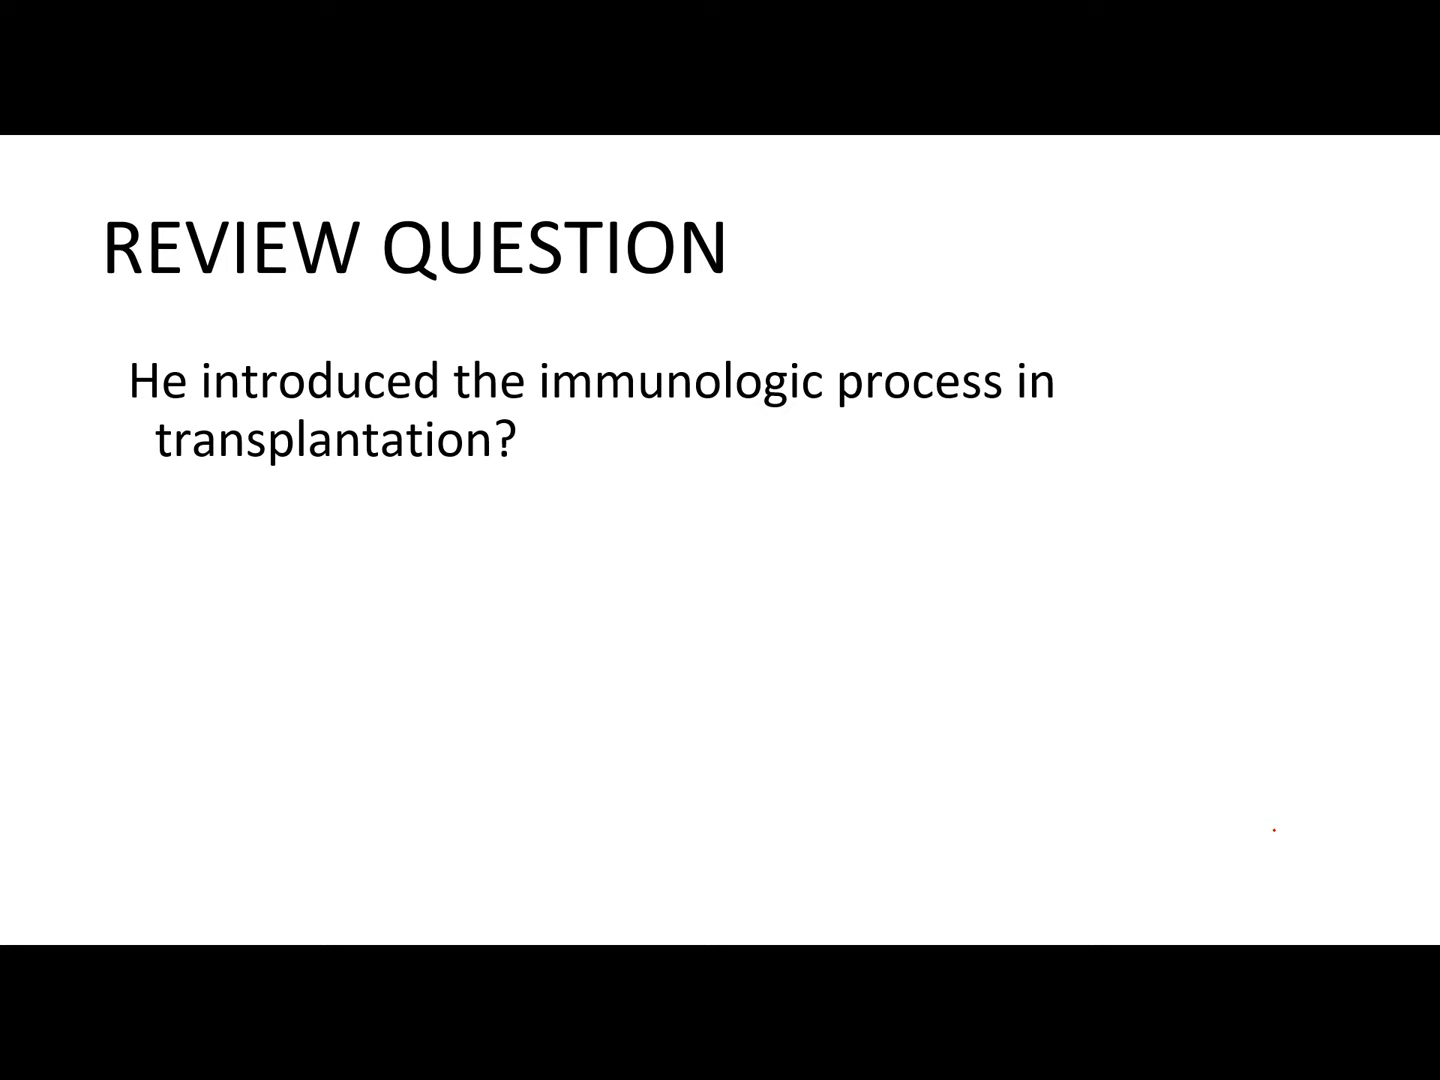 REVIEW QUESTION
He introduced the immunologic process in
transplantation?